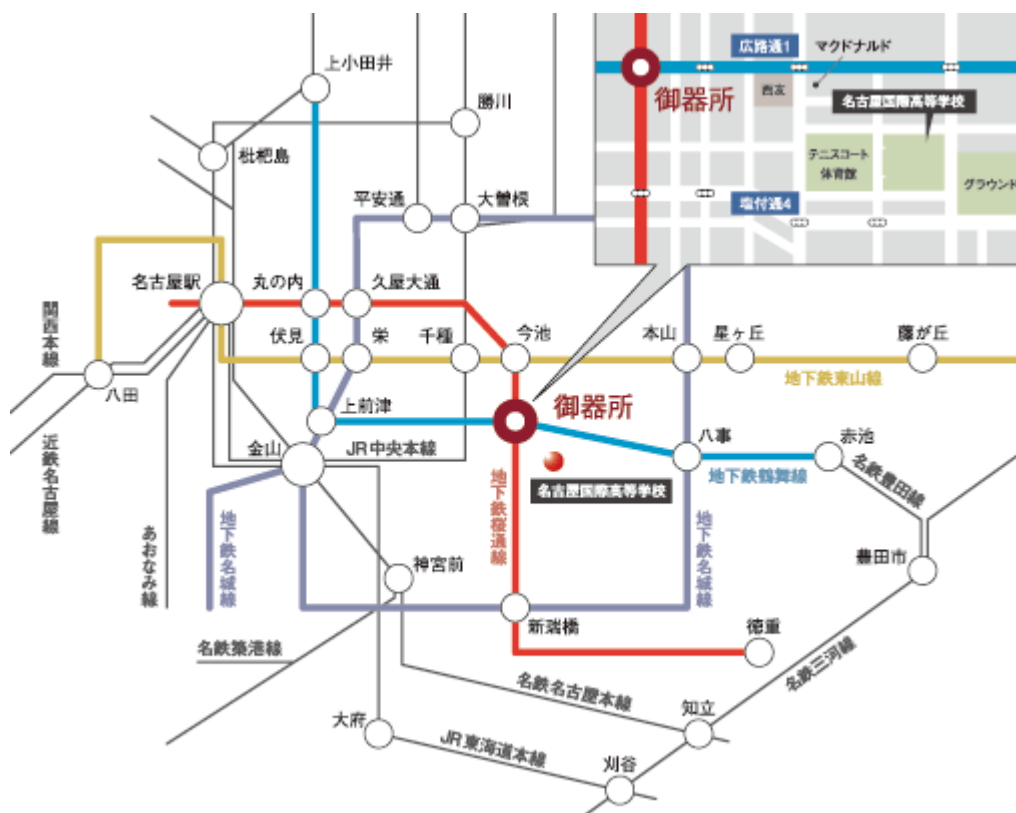 広路通1
マクドナルド
上小田井
御器所
西友
勝川
名古屋国際高等学校
枇杷島
テニスコート
体育館
グラウンド
平安通
大曽根
塩付通4
名古屋駅
丸の内
久屋大通
関西本線
伏見
栄
千種
今池
本山
星ヶ丘
藤が丘
地下鉄東山線
八田
上前津
御器所
金山
JR中央本線
八事
赤池
近鉄名古屋線
名古屋国際高等学校
地下鉄鶴舞線
名鉄豊田線
あおなみ線
地下鉄名城線
地下鉄桜通線
地下鉄名城線
神宮前
豊田市
新瑞橋
徳重
名鉄築港線
名鉄三河線
名鉄名古屋本線
大府
知立
JR東海道本線
刈谷